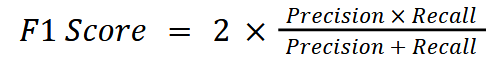 F1 Score = 2 × Precision × Recall / Precision + Recall